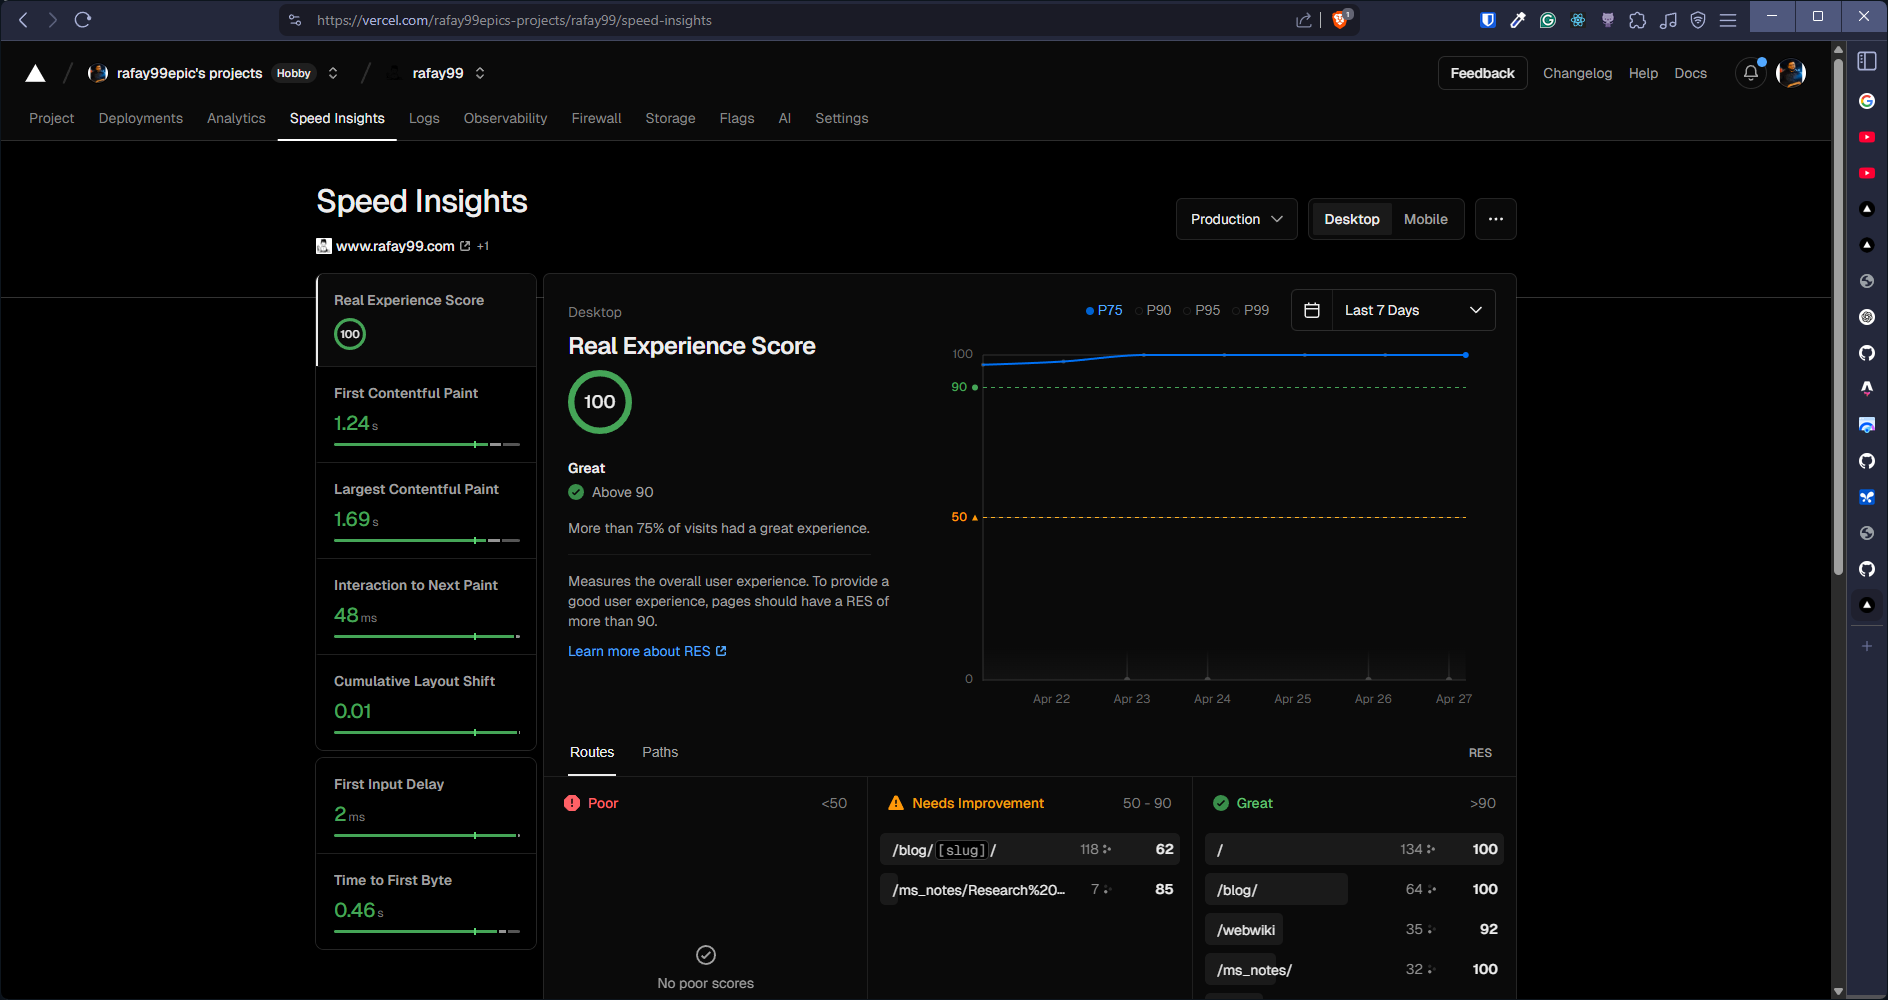 https://vercel.com/rafay99epics-projects/rafay99/speed-insights
1
rafay99epic's projects Hobby rafay99
Feedback Changelog Help Docs
Project Deployments Analytics Speed Insights Logs Observability Firewall Storage Flags AI Settings
Speed Insights
www.rafay99.com +1
Production Desktop Mobile
Real Experience Score
100
First Contentful Paint
1.24 s
Largest Contentful Paint
1.69 s
Interaction to Next Paint
48 ms
Cumulative Layout Shift
0.01
First Input Delay
2 ms
Time to First Byte
0.46 s
Desktop
Real Experience Score
100
Great
Above 90
More than 75% of visits had a great experience.
Measures the overall user experience. To provide a
good user experience, pages should have a RES of
more than 90.
Learn more about RES
P75 P90 P95 P99
Last 7 Days
100
90
50
0
Apr 22 Apr 23 Apr 24 Apr 25 Apr 26 Apr 27
Routes Paths RES
Poor <50
No poor scores
Needs Improvement 50 - 90
/blog/[slug]/ 118 62
/ms_notes/Research%20... 7 85
Great >90
/ 134 100
/blog/ 64 100
/webwiki 35 92
/ms_notes/ 32 100